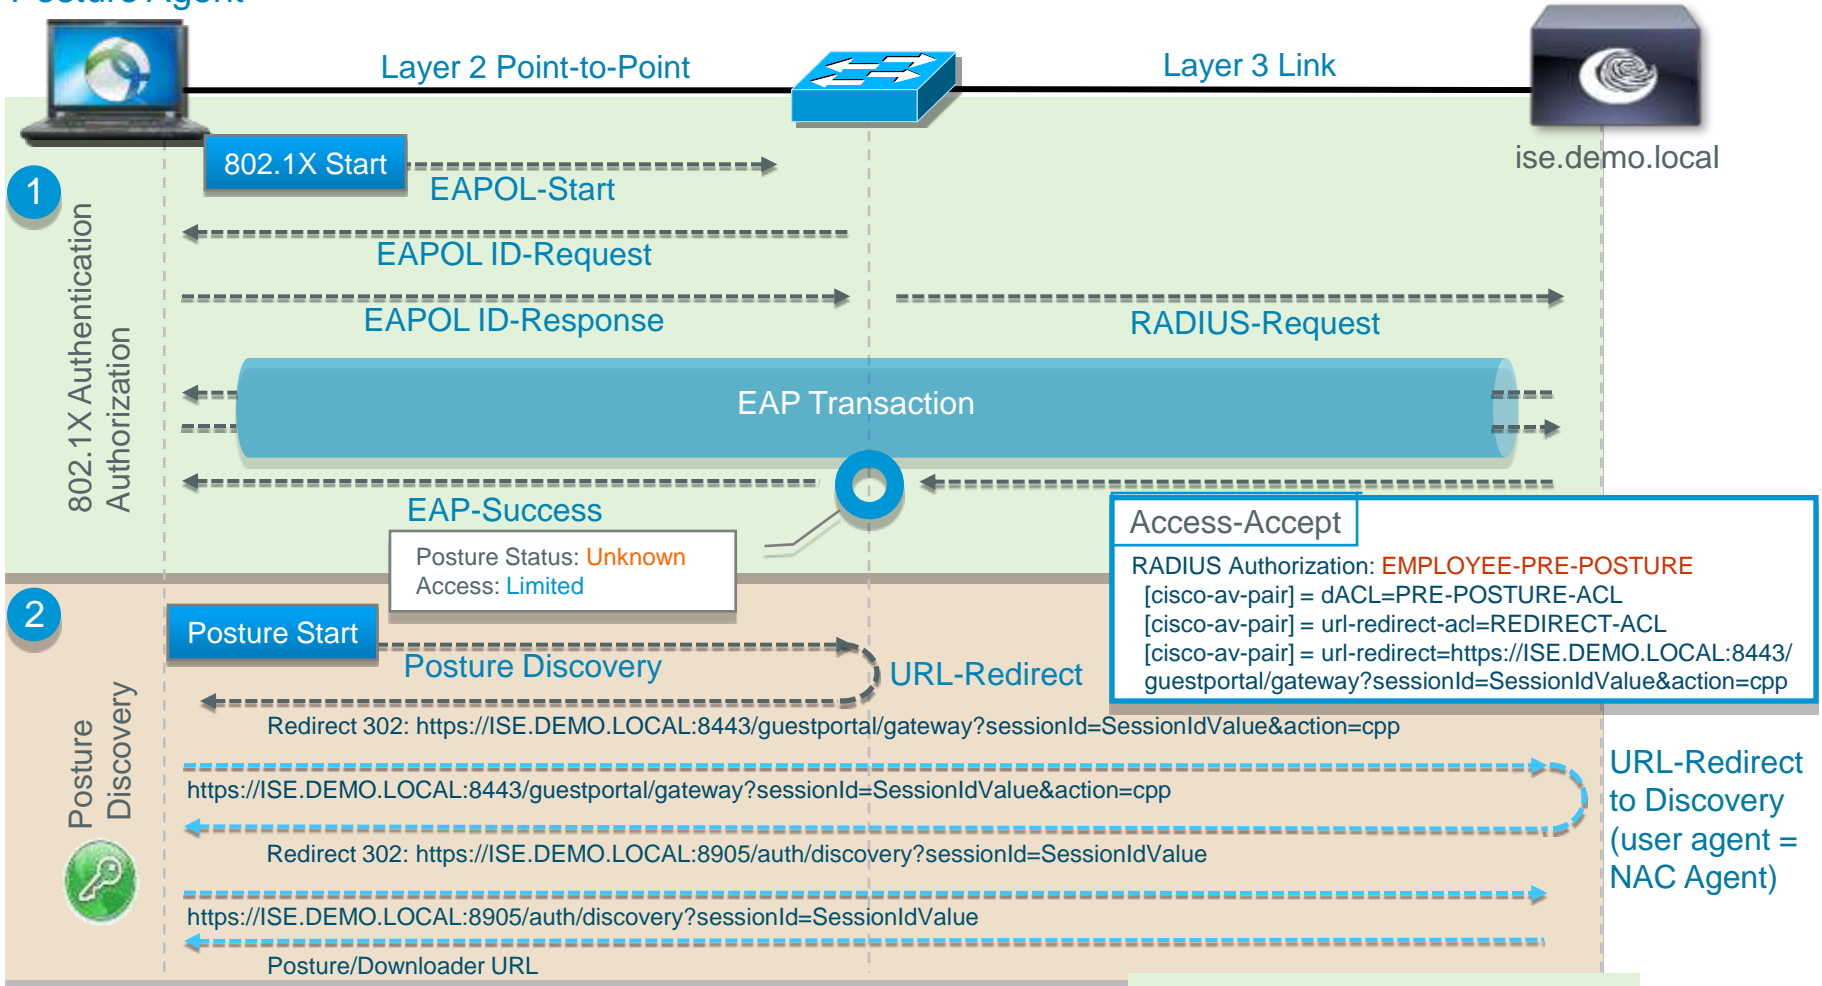 Posture Agent
Layer 2 Point-to-Point
Layer 3 Link
ise.demo.local
1
802.1X Authentication
Authorization
802.1X Start
EAPOL-Start
EAPOL ID-Request
EAPOL ID-Response
RADIUS-Request
EAP Transaction
EAP-Success
Posture Status: Unknown
Access: Limited
Access-Accept
RADIUS Authorization: EMPLOYEE-PRE-POSTURE
[cisco-av-pair] = dACL=PRE-POSTURE-ACL
[cisco-av-pair] = url-redirect-acl=REDIRECT-ACL
[cisco-av-pair] = url-redirect=https://ISE.DEMO.LOCAL:8443/
guestportal/gateway?sessionId=SessionIdValue&action=cpp
2
Posture
Discovery
Posture Start
Posture Discovery
URL-Redirect
Redirect 302: https://ISE.DEMO.LOCAL:8443/guestportal/gateway?sessionId=SessionIdValue&action=cpp
https://ISE.DEMO.LOCAL:8443/guestportal/gateway?sessionId=SessionIdValue&action=cpp
Redirect 302: https://ISE.DEMO.LOCAL:8905/auth/discovery?sessionId=SessionIdValue
https://ISE.DEMO.LOCAL:8905/auth/discovery?sessionId=SessionIdValue
Posture/Downloader URL
URL-Redirect
to Discovery
(user agent =
NAC Agent)